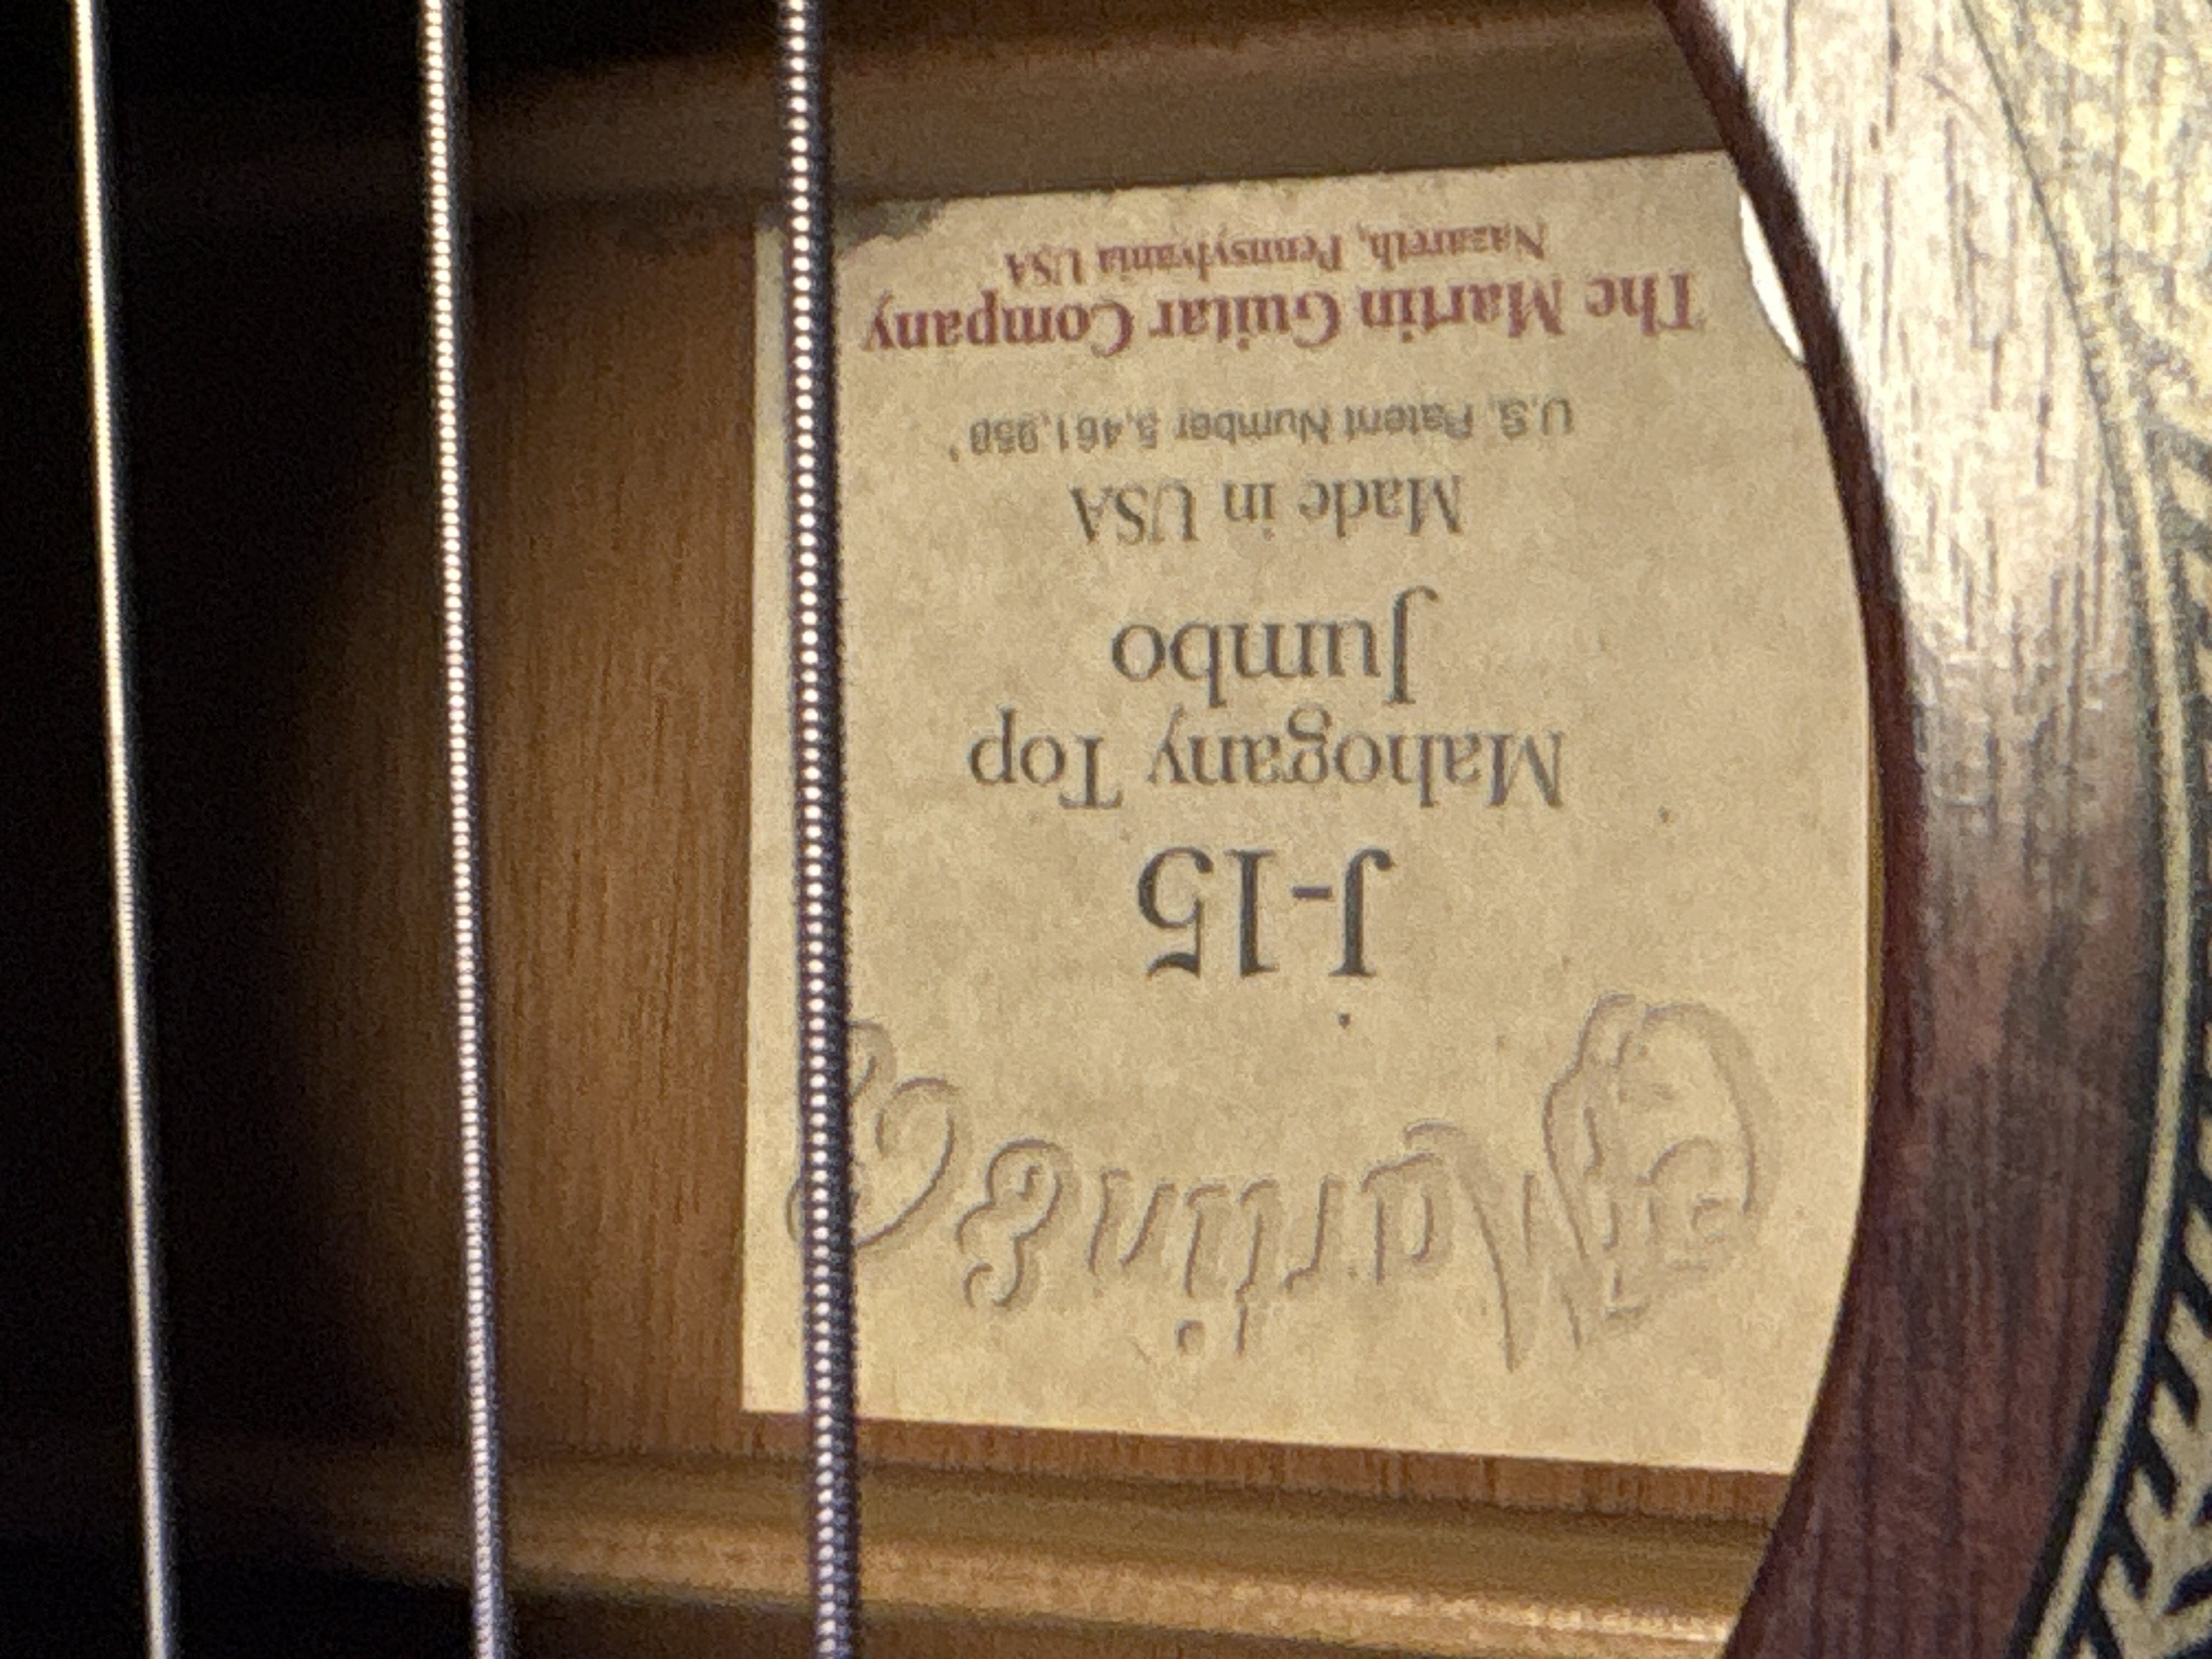 Martin & C
J-15
Mahogany Top
Jumbo
Made in USA
U.S. Patent Number 5,461,958
The Martin Guitar Company
Nazareth, Pennsylvania USA